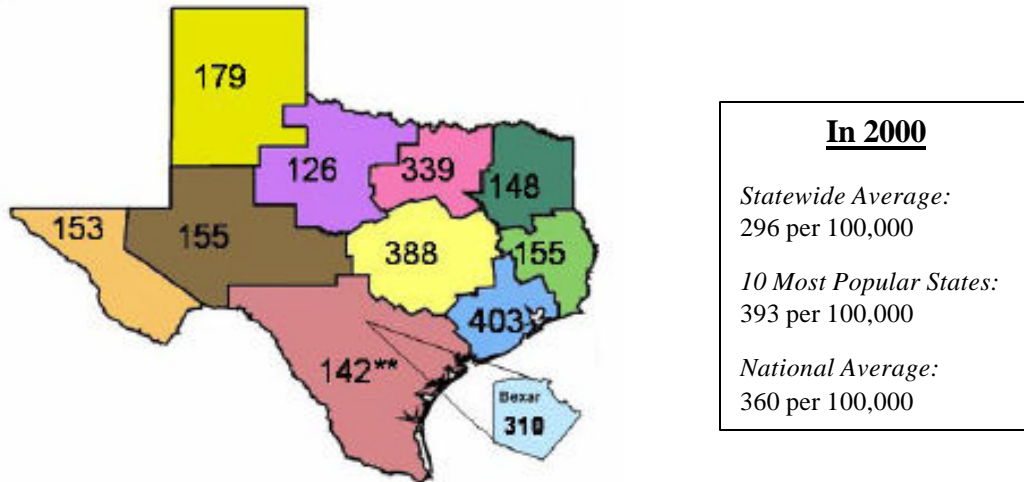 179
126
339
148
153
155
388
155
403
142**
Bexar
310
In 2000
Statewide Average:
296 per 100,000
10 Most Popular States:
393 per 100,000
National Average:
360 per 100,000